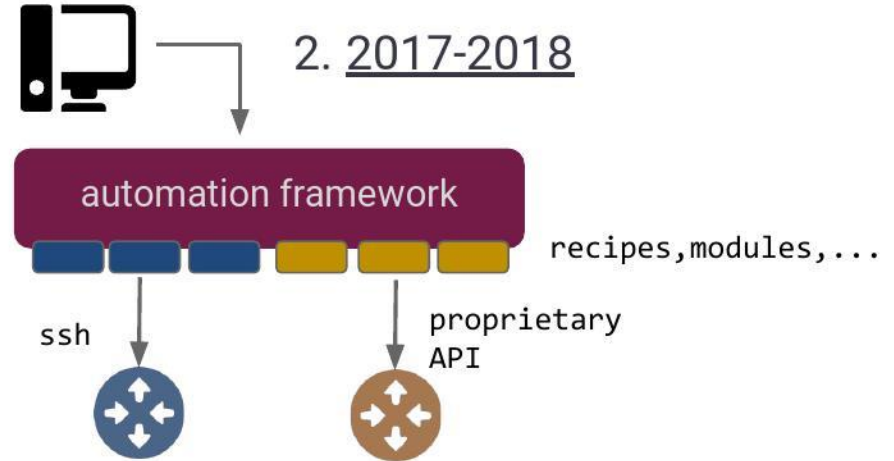 2. 2017-2018
automation framework
recipes,modules,...
ssh
proprietary
API